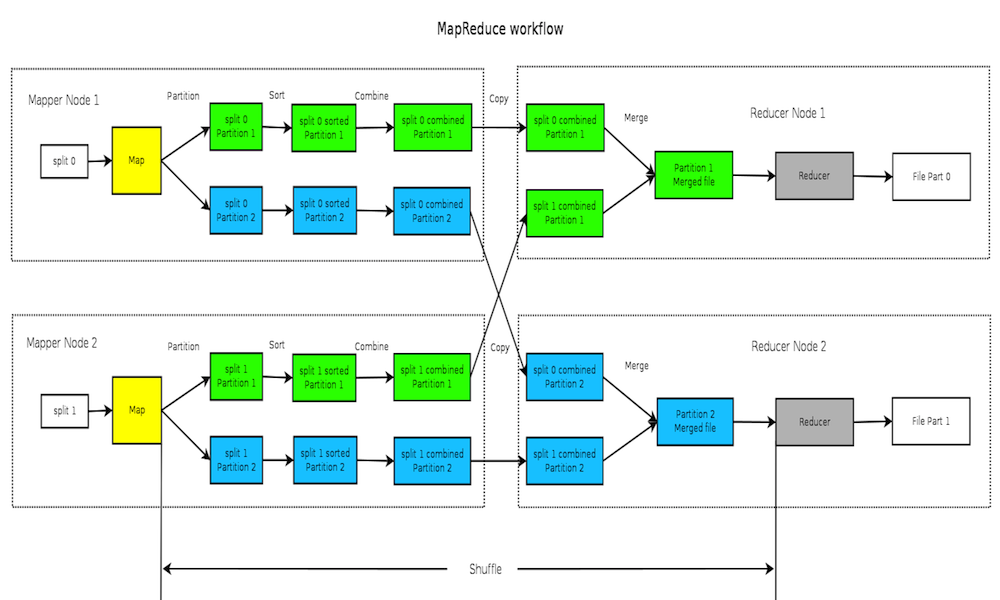 MapReduce workflow
Mapper Node 1
Partition
Sort
Combine
split 0
Map
split 0
Partition 1
split 0 sorted
Partition 1
split 0 combined
Partition 1
split 0
Partition 2
split 0 sorted
Partition 2
split 0 combined
Partition 2
Copy
Reducer Node 1
split 0 combined
Partition 1
split 1 combined
Partition 1
Merge
Partition 1
Merged file
Reducer
File Part 0
Mapper Node 2
Partition
Sort
Combine
split 1
Map
split 1
Partition 1
split 1 sorted
Partition 1
split 1 combined
Partition 1
split 1
Partition 2
split 1 sorted
Partition 2
split 1 combined
Partition 2
Copy
Reducer Node 2
split 0 combined
Partition 2
split 1 combined
Partition 2
Merge
Partition 2
Merged file
Reducer
File Part 1
Shuffle